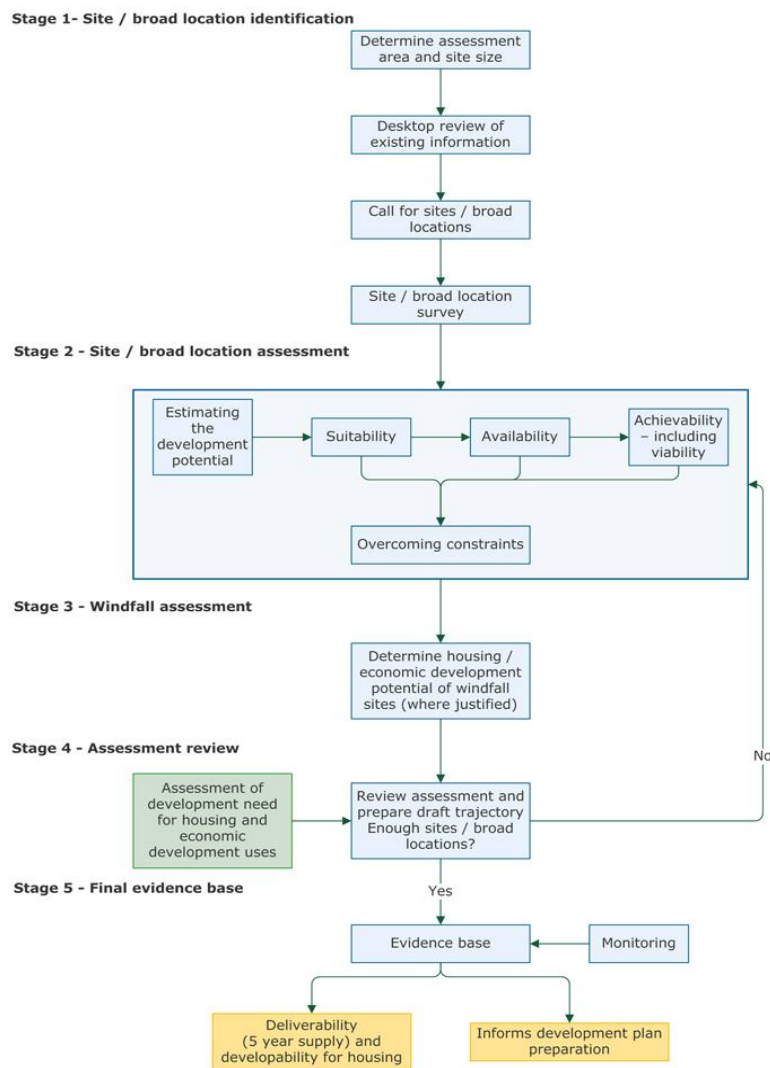 Stage 1- Site / broad location identification
Determine assessment
area and site size
Desktop review of
existing information
Call for sites / broad
locations
Site / broad location
survey
Stage 2 - Site / broad location assessment
Estimating
the
development
potential
Suitability
Availability
Achievability
– including
viability
Overcoming constraints
Stage 3 - Windfall assessment
Determine housing /
economic development
potential of windfall
sites (where justified)
Stage 4 - Assessment review
No
Assessment of
development need
for housing and
economic
development uses
Review assessment and
prepare draft trajectory
Enough sites / broad
locations?
Stage 5 - Final evidence base
Yes
Evidence base
Monitoring
Deliverability
(5 year supply) and
developability for housing
Informs development plan
preparation